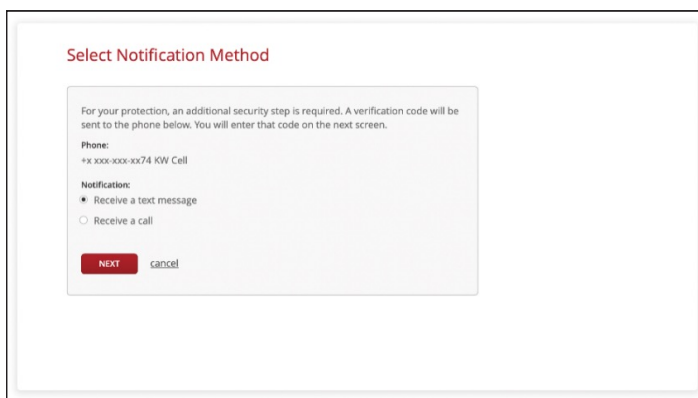 Select Notification Method
For your protection, an additional security step is required. A verification code will be
sent to the phone below. You will enter that code on the next screen.
Phone:
+x xxx-xxx-xx74 KW Cell
Notification:
Receive a text message
Receive a call
NEXT cancel